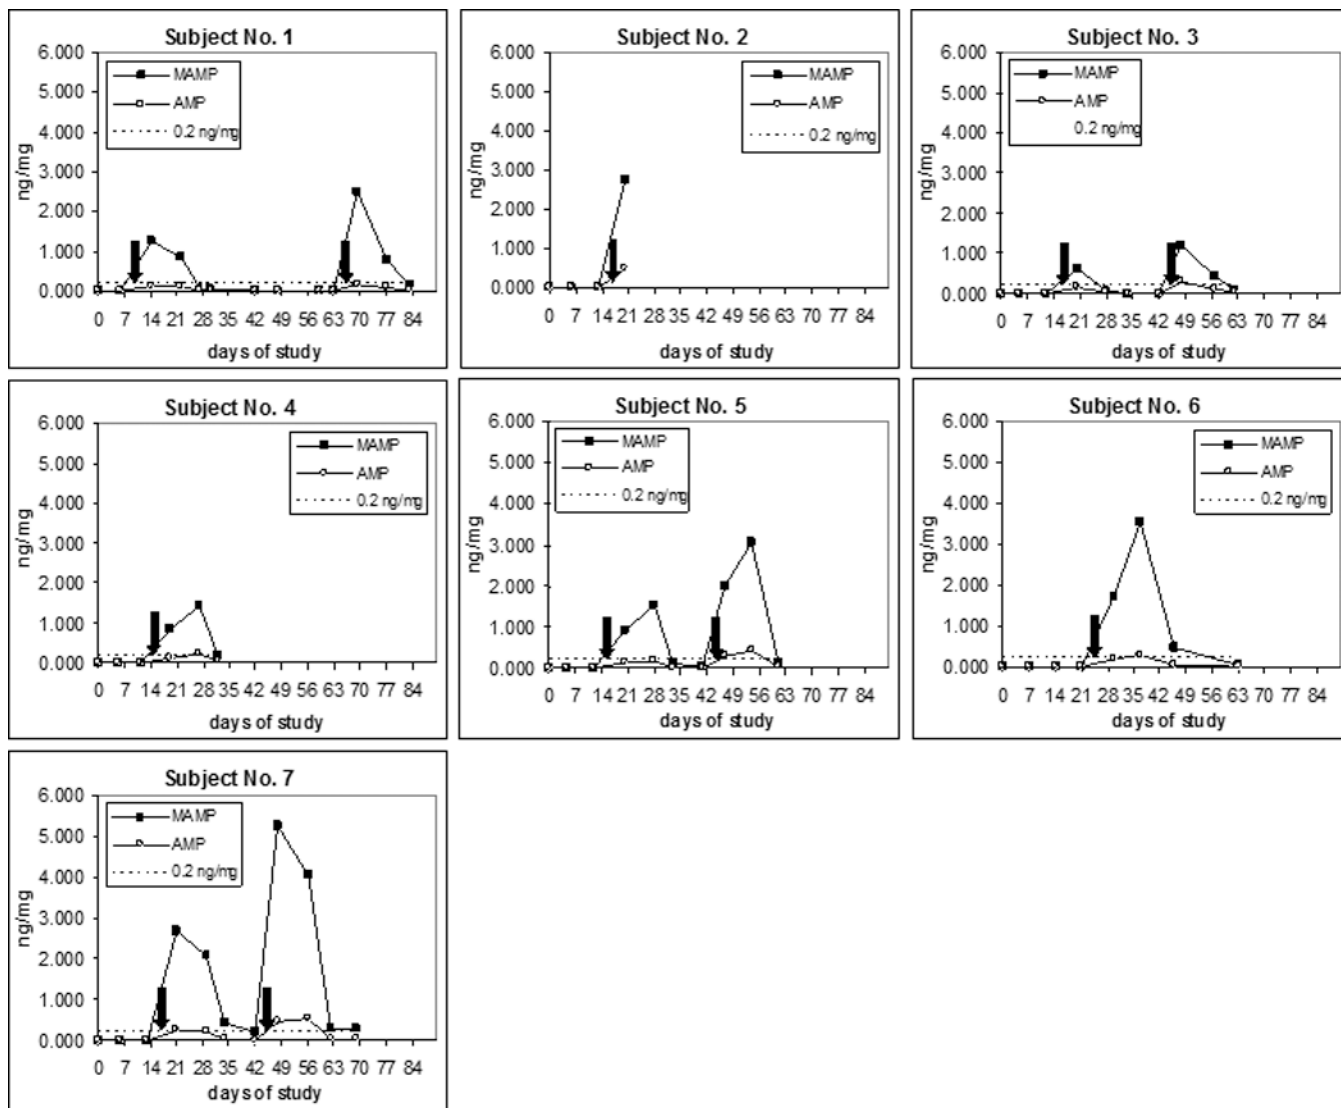 Subject No. 1
6.000
5.000
4.000
3.000
2.000
1.000
0.000
ng/mg
MAMP
AMP
0.2 ng/mg
0 7 14 21 28 35 42 49 56 63 70 77 84
days of study
Subject No. 2
6.000
5.000
4.000
3.000
2.000
1.000
0.000
ng/mg
MAMP
AMP
0.2 ng/mg
0 7 14 21 28 35 42 49 56 63 70 77 84
days of study
Subject No. 3
6.000
5.000
4.000
3.000
2.000
1.000
0.000
ng/mg
MAMP
AMP
0.2 ng/mg
0 7 14 21 28 35 42 49 56 63 70 77 84
days of study
Subject No. 4
6.000
5.000
4.000
3.000
2.000
1.000
0.000
ng/mg
MAMP
AMP
0.2 ng/mg
0 7 14 21 28 35 42 49 56 63 70 77 84
days of study
Subject No. 5
6.000
5.000
4.000
3.000
2.000
1.000
0.000
ng/mg
MAMP
AMP
0.2 ng/mg
0 7 14 21 28 35 42 49 56 63 70 77 84
days of study
Subject No. 6
6.000
5.000
4.000
3.000
2.000
1.000
0.000
ng/mg
MAMP
AMP
0.2 ng/mg
0 7 14 21 28 35 42 49 56 63 70 77 84
days of study
Subject No. 7
6.000
5.000
4.000
3.000
2.000
1.000
0.000
ng/mg
MAMP
AMP
0.2 ng/mg
0 7 14 21 28 35 42 49 56 63 70 77 84
days of study